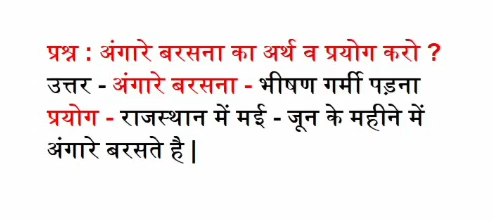 प्रश्न : अंगारे बरसना का अर्थ व प्रयोग करो ?
उत्तर - अंगारे बरसना - भीषण गर्मी पड़ना
प्रयोग - राजस्थान में मई - जून के महीने में
अंगारे बरसते है |